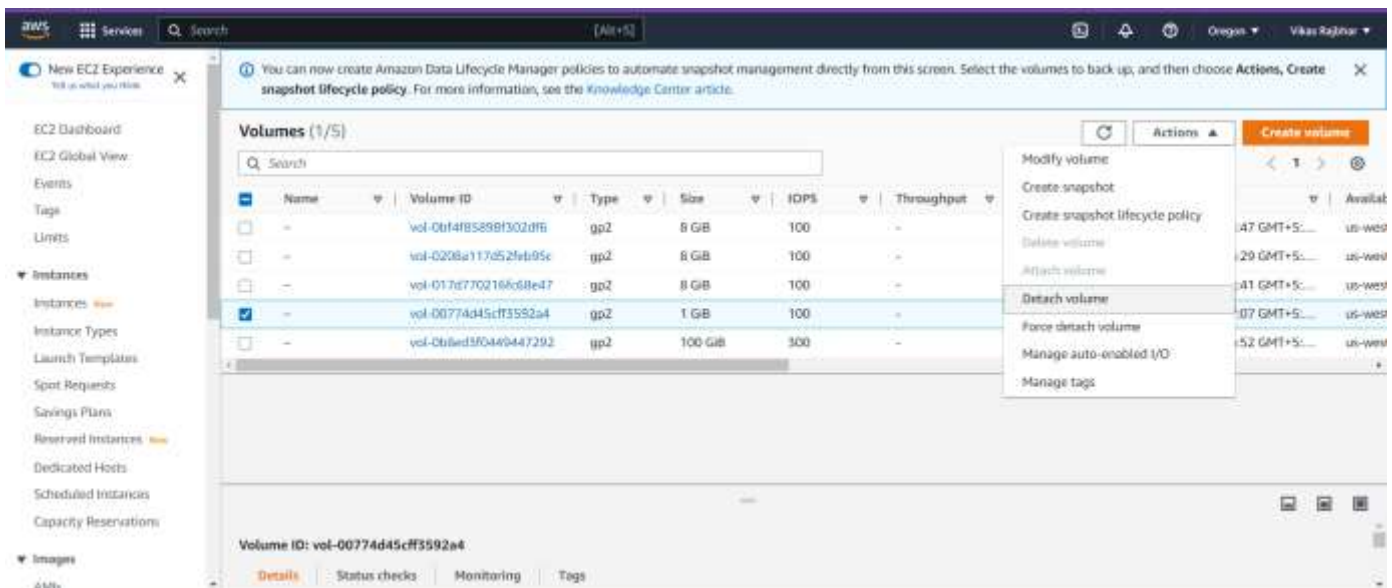 aws Services Search [Alt+S] Oregon Vikas Rajbhar
New EC2 Experience
Tell us what you think
You can now create Amazon Data Lifecycle Manager policies to automate snapshot management directly from this screen. Select the volumes to back up, and then choose Actions, Create
snapshot lifecycle policy. For more information, see the Knowledge Center article.
EC2 Dashboard
EC2 Global View
Events
Tags
Limits
Instances
Instances New
Instance Types
Launch Templates
Spot Requests
Savings Plans
Reserved Instances New
Dedicated Hosts
Scheduled Instances
Capacity Reservations
Images
AMIs
Volumes (1/5)
Actions
Create volume
Search
1
Name Volume ID Type Size IOPS Throughput Availab
– gp2 8 GiB 100 – :47 GMT+5:... us-west
– gp2 8 GiB 100 – :29 GMT+5:... us-west
– gp2 8 GiB 100 – :41 GMT+5:... us-west
– vol-00774d45cff3592a4 gp2 1 GiB 100 – :07 GMT+5:... us-west
– vol-0b8ed3f0449447292 gp2 100 GiB 300 – :52 GMT+5:... us-west
Modify volume
Create snapshot
Create snapshot lifecycle policy
Delete volume
Attach volume
Detach volume
Force detach volume
Manage auto-enabled I/O
Manage tags
Volume ID: vol-00774d45cff3592a4
Details Status checks Monitoring Tags